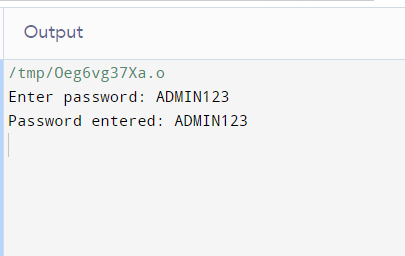 Output
/tmp/Oeg6vg37Xa.o
Enter password: ADMIN123
Password entered: ADMIN123